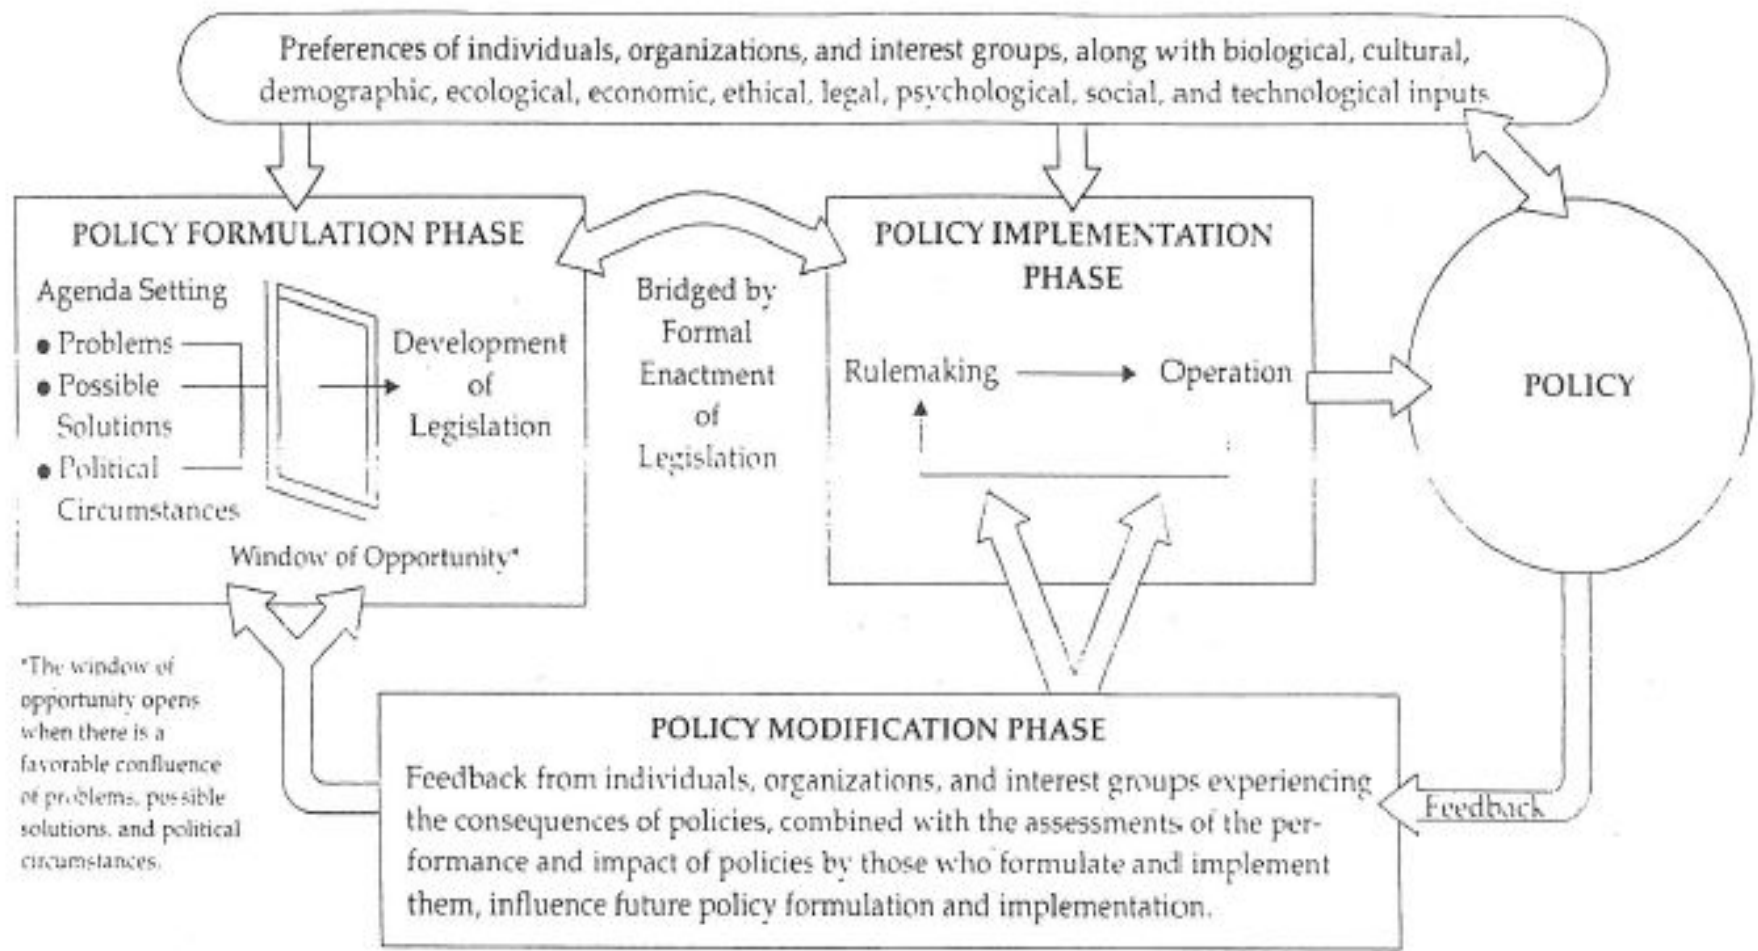 Preferences of individuals, organizations, and interest groups, along with biological, cultural,
demographic, ecological, economic, ethical, legal, psychological, social, and technological inputs
POLICY FORMULATION PHASE
Agenda Setting
● Problems
● Possible
Solutions
● Political
Circumstances
Development
of
Legislation
Window of Opportunity*
Bridged by
Formal
Enactment
of
Legislation
POLICY IMPLEMENTATION
PHASE
Rulemaking
Operation
POLICY
*The window of
opportunity opens
when there is a
favorable confluence
of problems, possible
solutions, and political
circumstances.
POLICY MODIFICATION PHASE
Feedback from individuals, organizations, and interest groups experiencing
the consequences of policies, combined with the assessments of the per-
formance and impact of policies by those who formulate and implement
them, influence future policy formulation and implementation.
Feedback